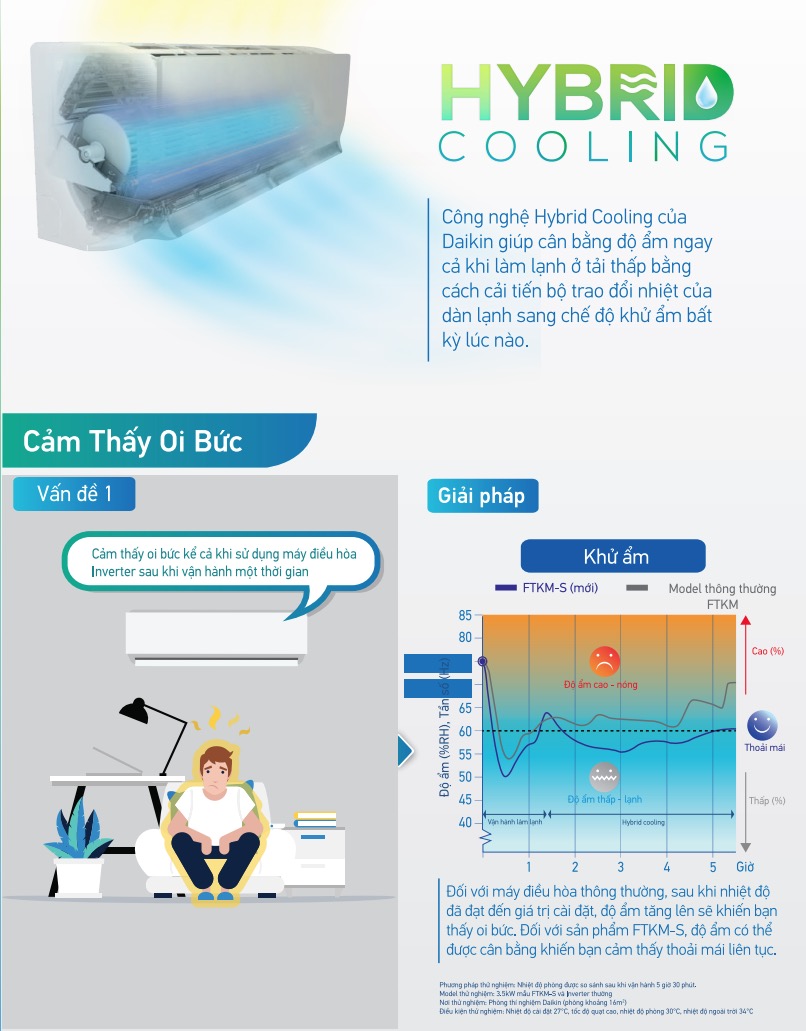 HYBRID
COOLING
Công nghệ Hybrid Cooling của
Daikin giúp cân bằng độ ẩm ngay
cả khi làm lạnh ở tải thấp bằng
cách cải tiến bộ trao đổi nhiệt của
dàn lạnh sang chế độ khử ẩm bất
kỳ lúc nào.
Cảm Thấy Oi Bức
Vấn đề 1
Cảm thấy oi bức kể cả khi sử dụng máy điều hòa
Inverter sau khi vận hành một thời gian
Giải pháp
Khử ẩm
FTKM-S (mới)
Model thông thường
FTKM
85
80
65
60
55
50
45
40
Độ ẩm (%RH), Tần số (Hz)
Độ ẩm cao - nóng
Độ ẩm thấp - lạnh
Vận hành làm lạnh
Hybrid cooling
Cao (%)
Thoải mái
Thấp (%)
1 2 3 4 5 Giờ
Đối với máy điều hòa thông thường, sau khi nhiệt độ
đã đạt đến giá trị cài đặt, độ ẩm tăng lên sẽ khiến bạn
thấy oi bức. Đối với sản phẩm FTKM-S, độ ẩm có thể
được cân bằng khiến bạn cảm thấy thoải mái liên tục.
Phương pháp thử nghiệm: Nhiệt độ phòng được so sánh sau khi vận hành 5 giờ 30 phút.
Model thử nghiệm: 3.5kW mẫu FTKM-S và Inverter thường
Nơi thử nghiệm: Phòng thí nghiệm Daikin (phòng khoảng 16m²)
Điều kiện thử nghiệm: Nhiệt độ cài đặt 27°C, tốc độ quạt cao, nhiệt độ phòng 30°C, nhiệt độ ngoài trời 34°C